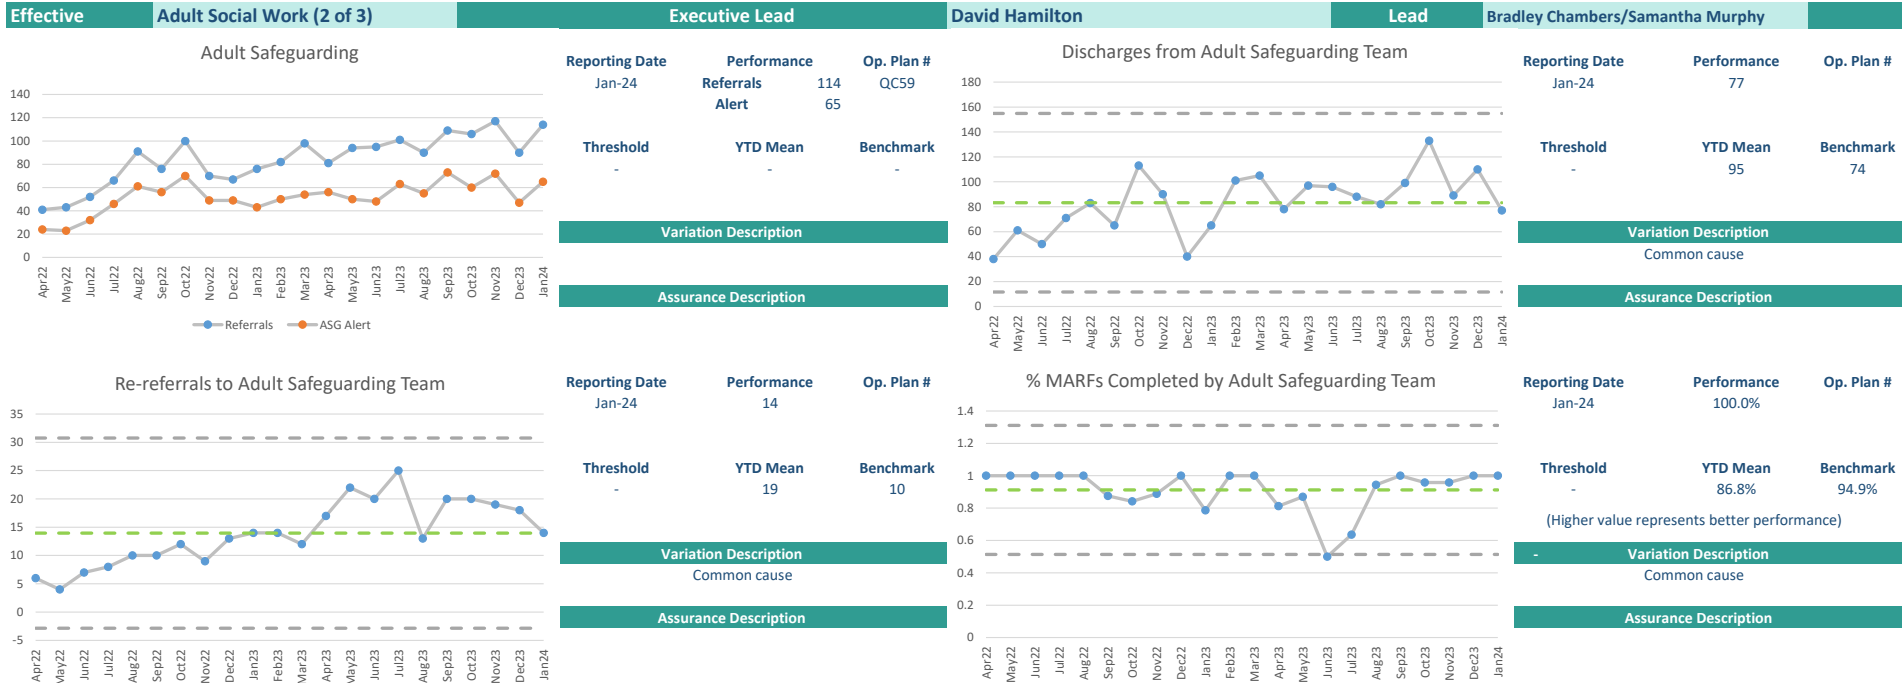 Effective Adult Social Work (2 of 3) Executive Lead David Hamilton Lead Bradley Chambers/Samantha Murphy
Adult Safeguarding
140
120
100
80
60
40
20
0
Apr22 May22 Jun22 Jul22 Aug22 Sep22 Oct22 Nov22 Dec22 Jan23 Feb23 Mar23 Apr23 May23 Jun23 Jul23 Aug23 Sep23 Oct23 Nov23 Dec23 Jan24
Referrals ASG Alert
Reporting Date Performance Op. Plan #
Jan-24 Referrals 114 QC59
Alert 65
Threshold YTD Mean Benchmark
- - -
Variation Description
Assurance Description
Discharges from Adult Safeguarding Team
180
160
140
120
100
80
60
40
20
0
Apr22 May22 Jun22 Jul22 Aug22 Sep22 Oct22 Nov22 Dec22 Jan23 Feb23 Mar23 Apr23 May23 Jun23 Jul23 Aug23 Sep23 Oct23 Nov23 Dec23 Jan24
Reporting Date Performance Op. Plan #
Jan-24 77
Threshold YTD Mean Benchmark
- 95 74
Variation Description
Common cause
Assurance Description
Re-referrals to Adult Safeguarding Team
35
30
25
20
15
10
5
0
-5
Apr22 May22 Jun22 Jul22 Aug22 Sep22 Oct22 Nov22 Dec22 Jan23 Feb23 Mar23 Apr23 May23 Jun23 Jul23 Aug23 Sep23 Oct23 Nov23 Dec23 Jan24
Reporting Date Performance Op. Plan #
Jan-24 14
Threshold YTD Mean Benchmark
- 19 10
Variation Description
Common cause
Assurance Description
% MARFs Completed by Adult Safeguarding Team
1.4
1.2
1
0.8
0.6
0.4
0.2
0
Apr22 May22 Jun22 Jul22 Aug22 Sep22 Oct22 Nov22 Dec22 Jan23 Feb23 Mar23 Apr23 May23 Jun23 Jul23 Aug23 Sep23 Oct23 Nov23 Dec23 Jan24
Reporting Date Performance Op. Plan #
Jan-24 100.0%
Threshold YTD Mean Benchmark
- 86.8% 94.9%
(Higher value represents better performance)
- Variation Description
Common cause
Assurance Description